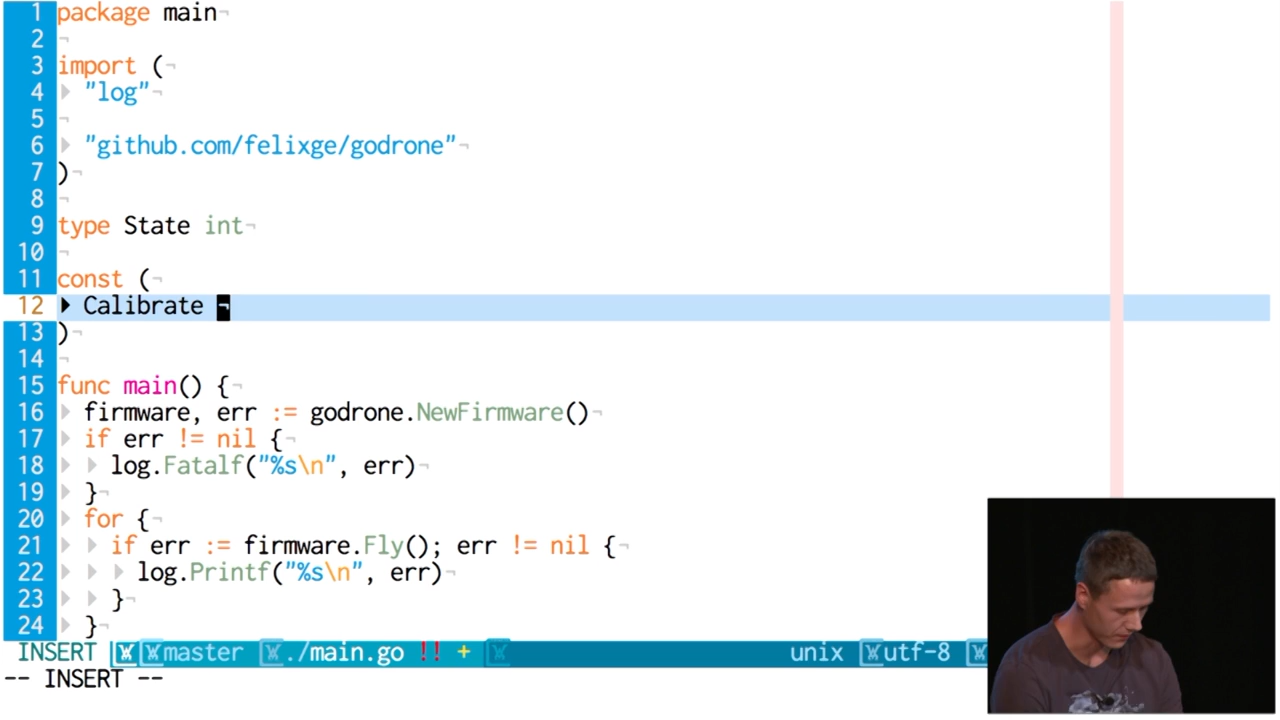 1 package main
2
3 import (
4 "log"
5
6 "github.com/felixge/godrone"
7 )
8
9 type State int
10
11 const (
12 Calibrate
13 )
14
15 func main() {
16 firmware, err := godrone.NewFirmware()
17 if err != nil {
18 log.Fatalf("%s\n", err)
19 }
20 for {
21 if err := firmware.Fly(); err != nil {
22 log.Printf("%s\n", err)
23 }
24 }
INSERT master ./main.go !! + unix utf-8
-- INSERT --